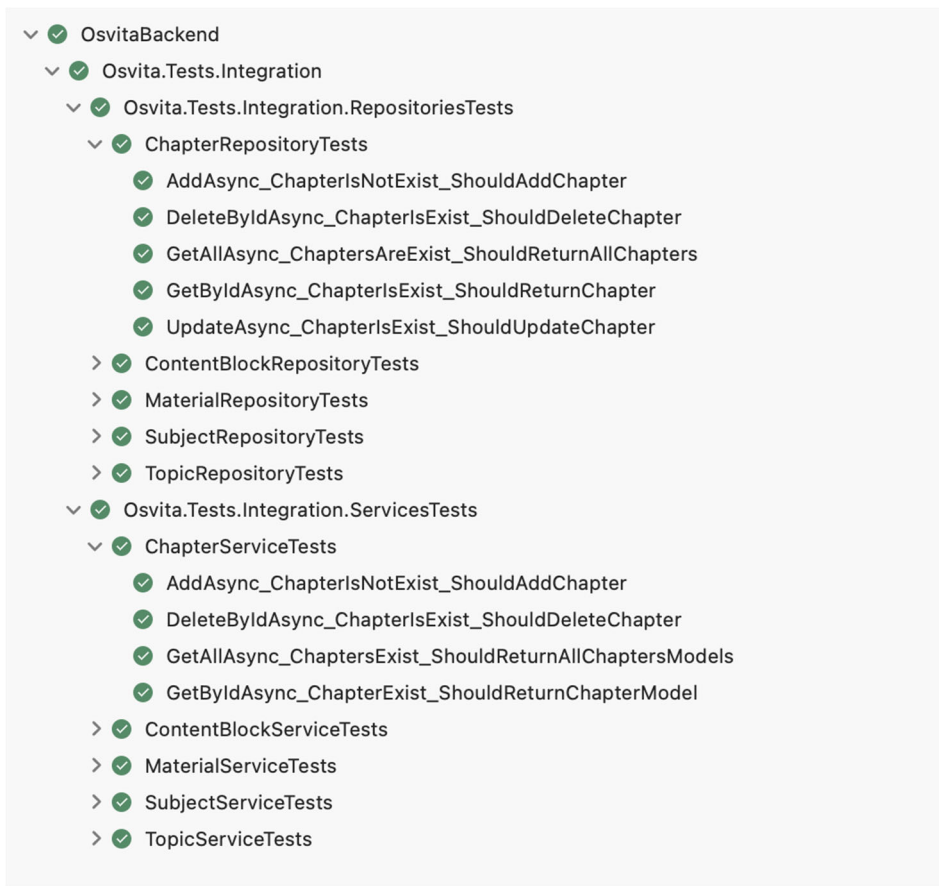 OsvitaBackend
Osvita.Tests.Integration
Osvita.Tests.Integration.RepositoriesTests
ChapterRepositoryTests
AddAsync_ChapterIsNotExist_ShouldAddChapter
DeleteByIdAsync_ChapterIsExist_ShouldDeleteChapter
GetAllAsync_ChaptersAreExist_ShouldReturnAllChapters
GetByIdAsync_ChapterIsExist_ShouldReturnChapter
UpdateAsync_ChapterIsExist_ShouldUpdateChapter
ContentBlockRepositoryTests
MaterialRepositoryTests
SubjectRepositoryTests
TopicRepositoryTests
Osvita.Tests.Integration.ServicesTests
ChapterServiceTests
AddAsync_ChapterIsNotExist_ShouldAddChapter
DeleteByIdAsync_ChapterIsExist_ShouldDeleteChapter
GetAllAsync_ChaptersExist_ShouldReturnAllChaptersModels
GetByIdAsync_ChapterExist_ShouldReturnChapterModel
ContentBlockServiceTests
MaterialServiceTests
SubjectServiceTests
TopicServiceTests